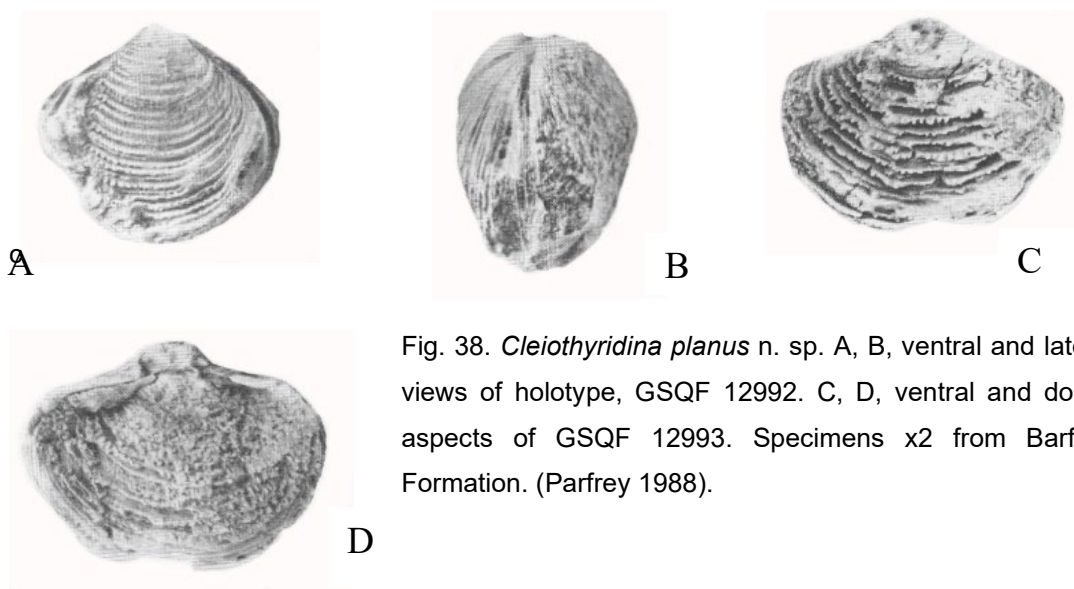 A
B
C
D
Fig. 38. Cleiothyridina planus n. sp. A, B, ventral and late
views of holotype, GSQF 12992. C, D, ventral and do
aspects of GSQF 12993. Specimens x2 from Barf
Formation. (Parfrey 1988).